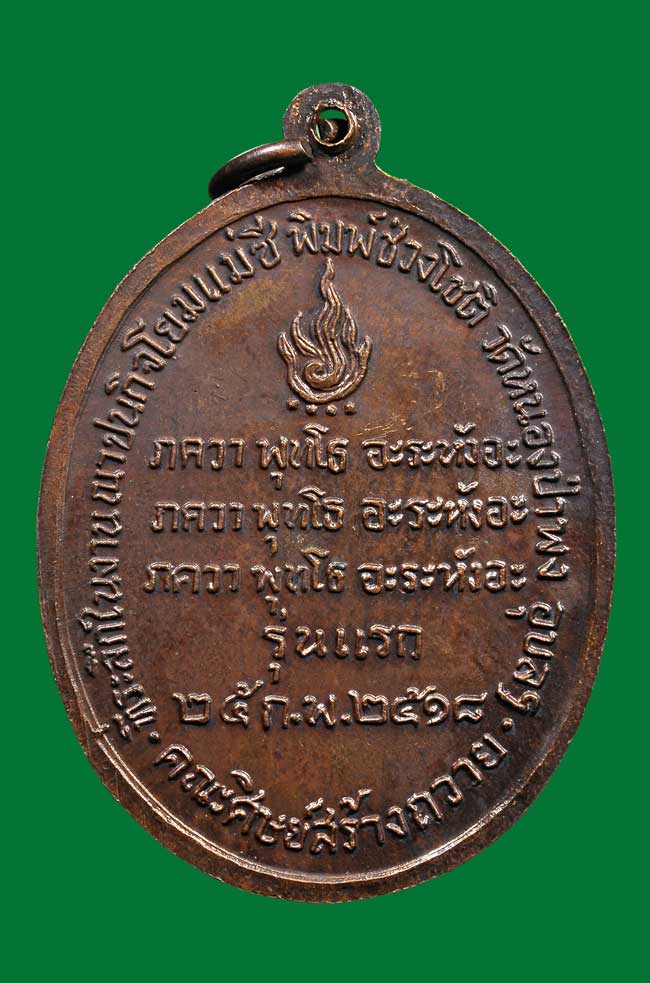 ที่ระลึกในงานฌาปนกิจโยมแม่ชี พิมพ์ช่วงโชติ วัดหนองป่าพง อุบลฯ
ภควา พุทโธ อะระหังอะ
ภควา พุทโธ อะระหังอะ
ภควา พุทโธ อะระหังอะ
รุ่นแรก
๒๕ ก.พ. ๒๕๑๘
• คณะศิษย์สร้างถวาย •